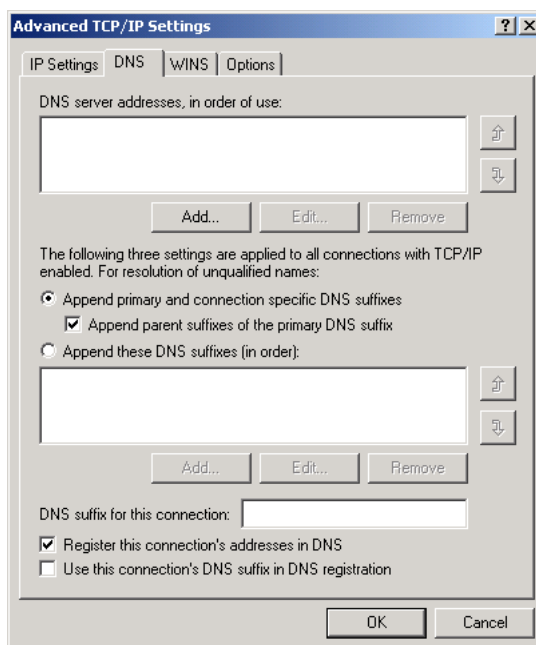 Advanced TCP/IP Settings
IP Settings DNS WINS Options
DNS server addresses, in order of use:
Add... Edit... Remove
The following three settings are applied to all connections with TCP/IP
enabled. For resolution of unqualified names:
Append primary and connection specific DNS suffixes
Append parent suffixes of the primary DNS suffix
Append these DNS suffixes (in order):
Add... Edit... Remove
DNS suffix for this connection:
Register this connection's addresses in DNS
Use this connection's DNS suffix in DNS registration
OK Cancel